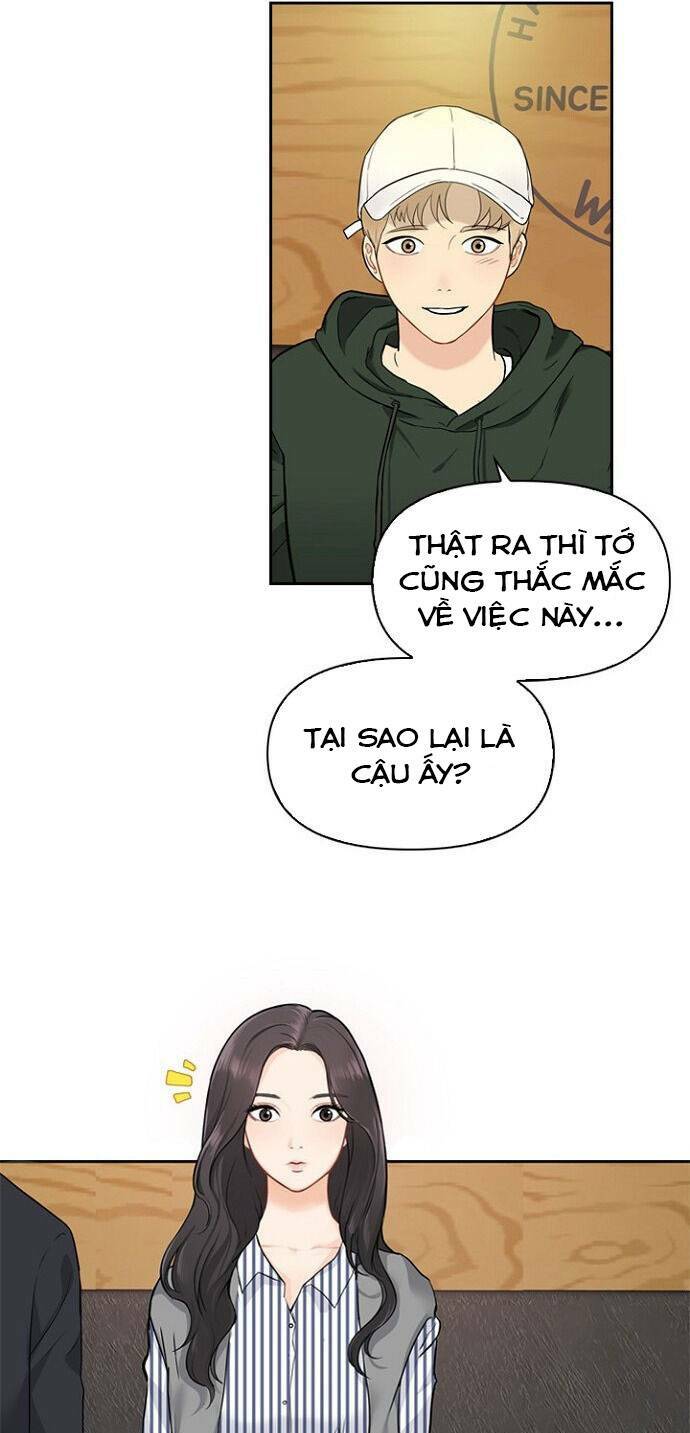 SINCE
THẬT RA THÌ TỚ
CŨNG THẮC MẮC
VỀ VIỆC NÀY...
TẠI SAO LẠI LÀ
CẬU ẤY?